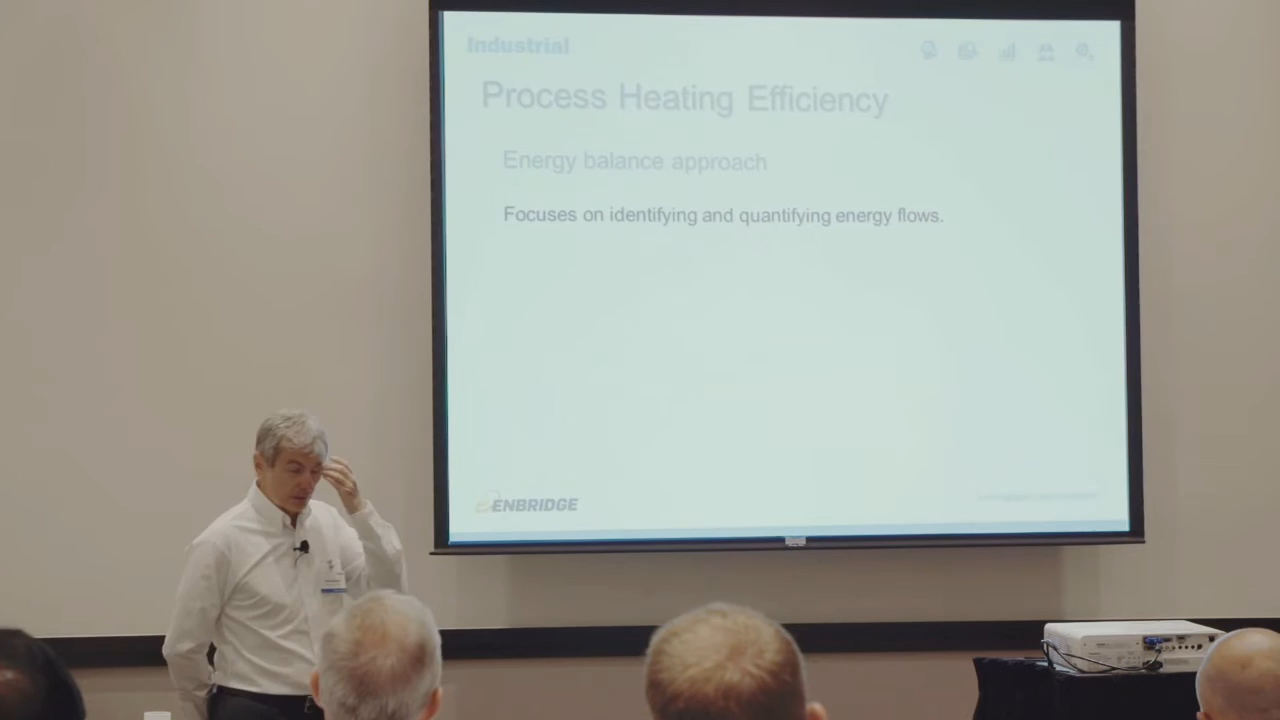 Industrial
Process Heating Efficiency
Energy balance approach
Focuses on identifying and quantifying energy flows.
ENBRIDGE